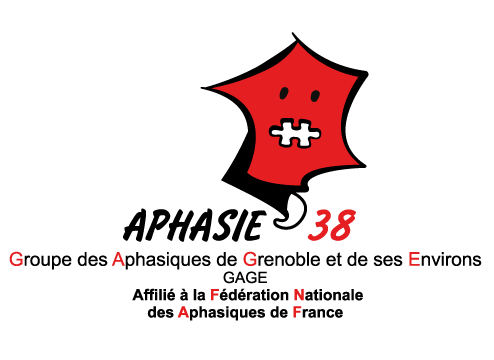 APHASIE 38
Groupe des Aphasiques de Grenoble et de ses Environs
GAGE
Affilié à la Fédération Nationale
des Aphasiques de France